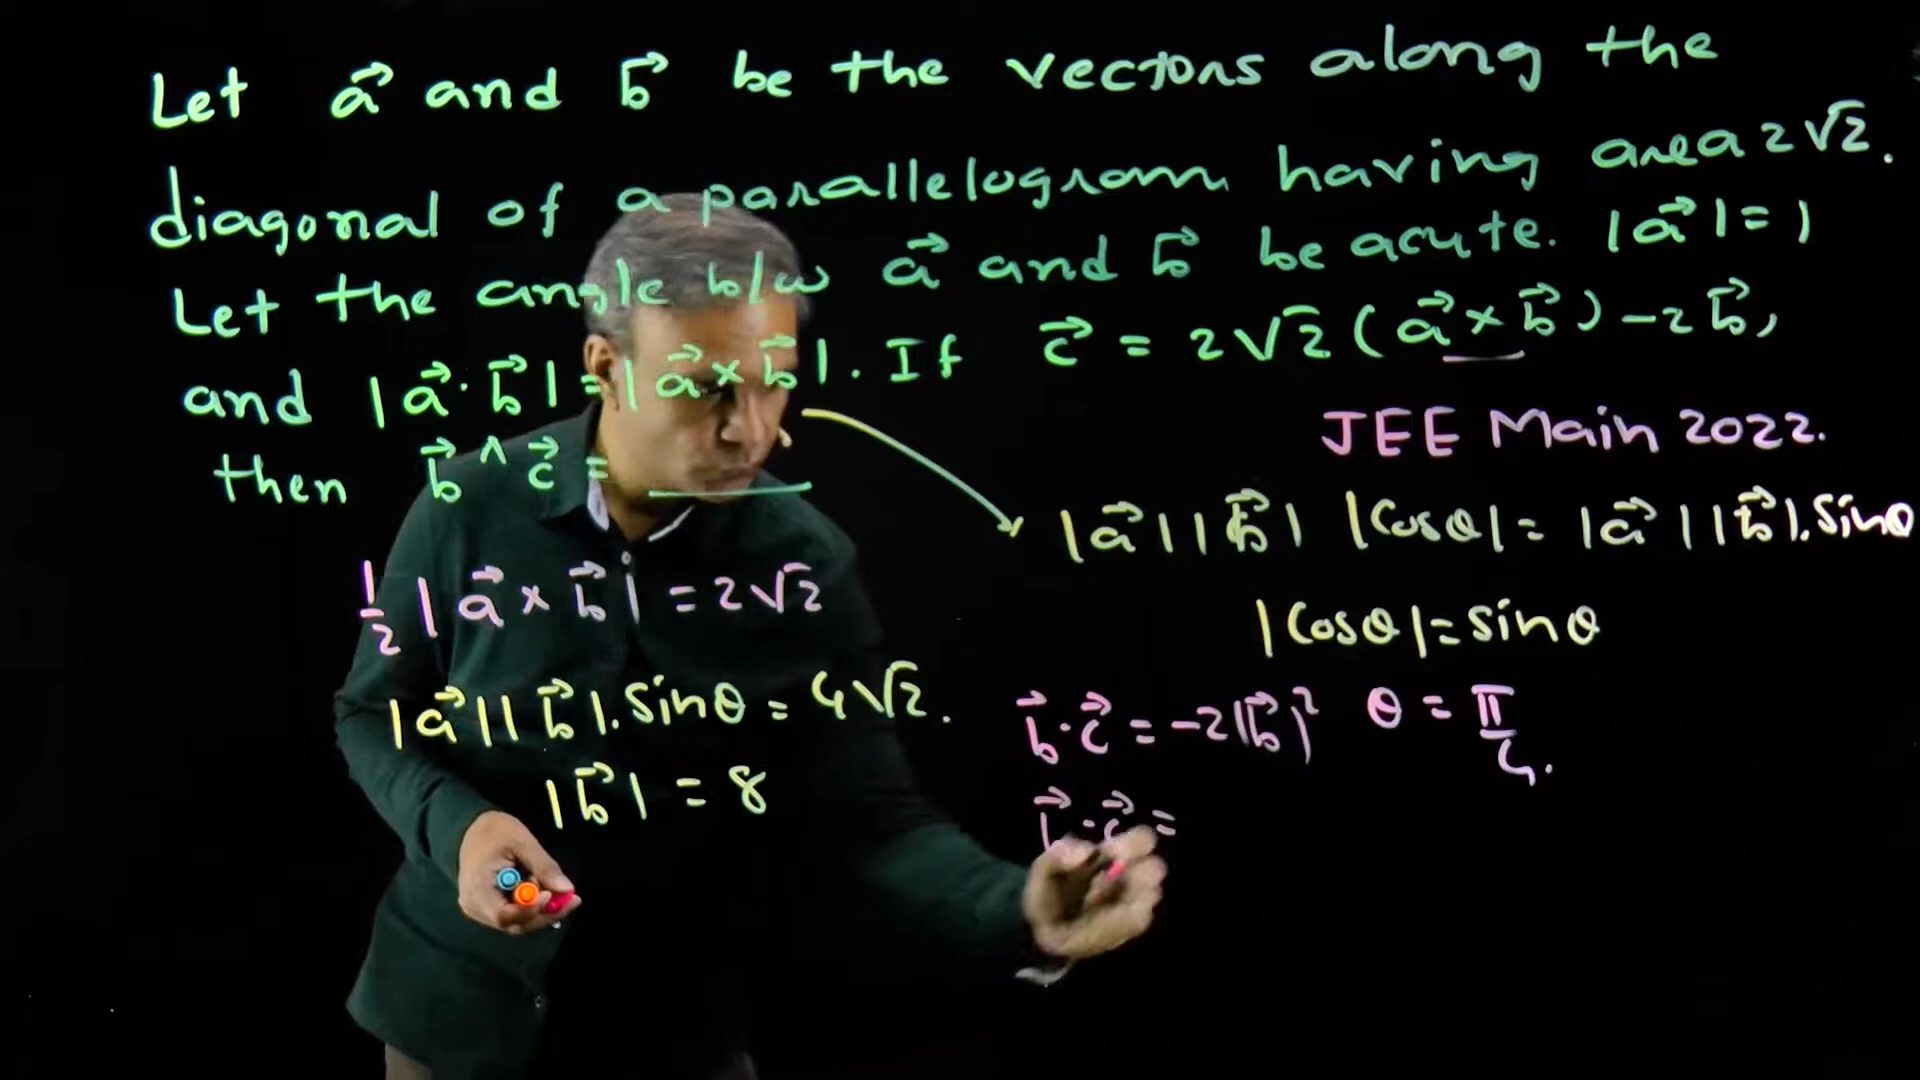 Let a⃗ and b⃗ be the vectors along the
diagonal of a parallelogram having area 2√2.
Let the angle b/w a⃗ and b⃗ be acute. |a⃗| = 1
and |a⃗·b⃗| = |a⃗×b⃗|. If c⃗ = 2√2(a⃗×b⃗) − 2b⃗,
then b⃗ ^ c⃗ = ____
JEE Main 2022.
|a⃗||b⃗| |Cosθ| = |a⃗||b⃗|.Sinθ
|Cosθ| = Sinθ
θ = π/4.
1/2 |a⃗×b⃗| = 2√2
|a⃗||b⃗|.Sinθ = 4√2.
|b⃗| = 8
b⃗·c⃗ = −2|b⃗|²
b⃗·c⃗ =